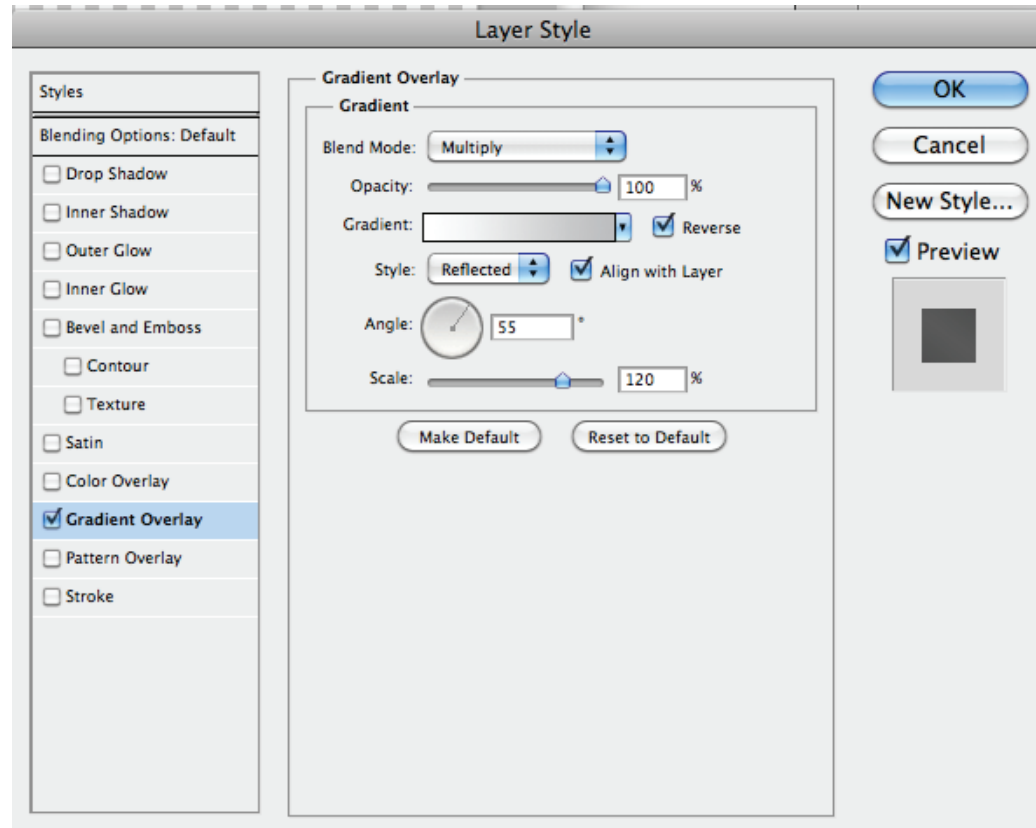 Layer Style
Styles
Blending Options: Default
Drop Shadow
Inner Shadow
Outer Glow
Inner Glow
Bevel and Emboss
Contour
Texture
Satin
Color Overlay
Gradient Overlay
Pattern Overlay
Stroke
Gradient Overlay
Gradient
Blend Mode: Multiply
Opacity: 100 %
Gradient: Reverse
Style: Reflected Align with Layer
Angle: 55 °
Scale: 120 %
Make Default Reset to Default
OK
Cancel
New Style...
Preview